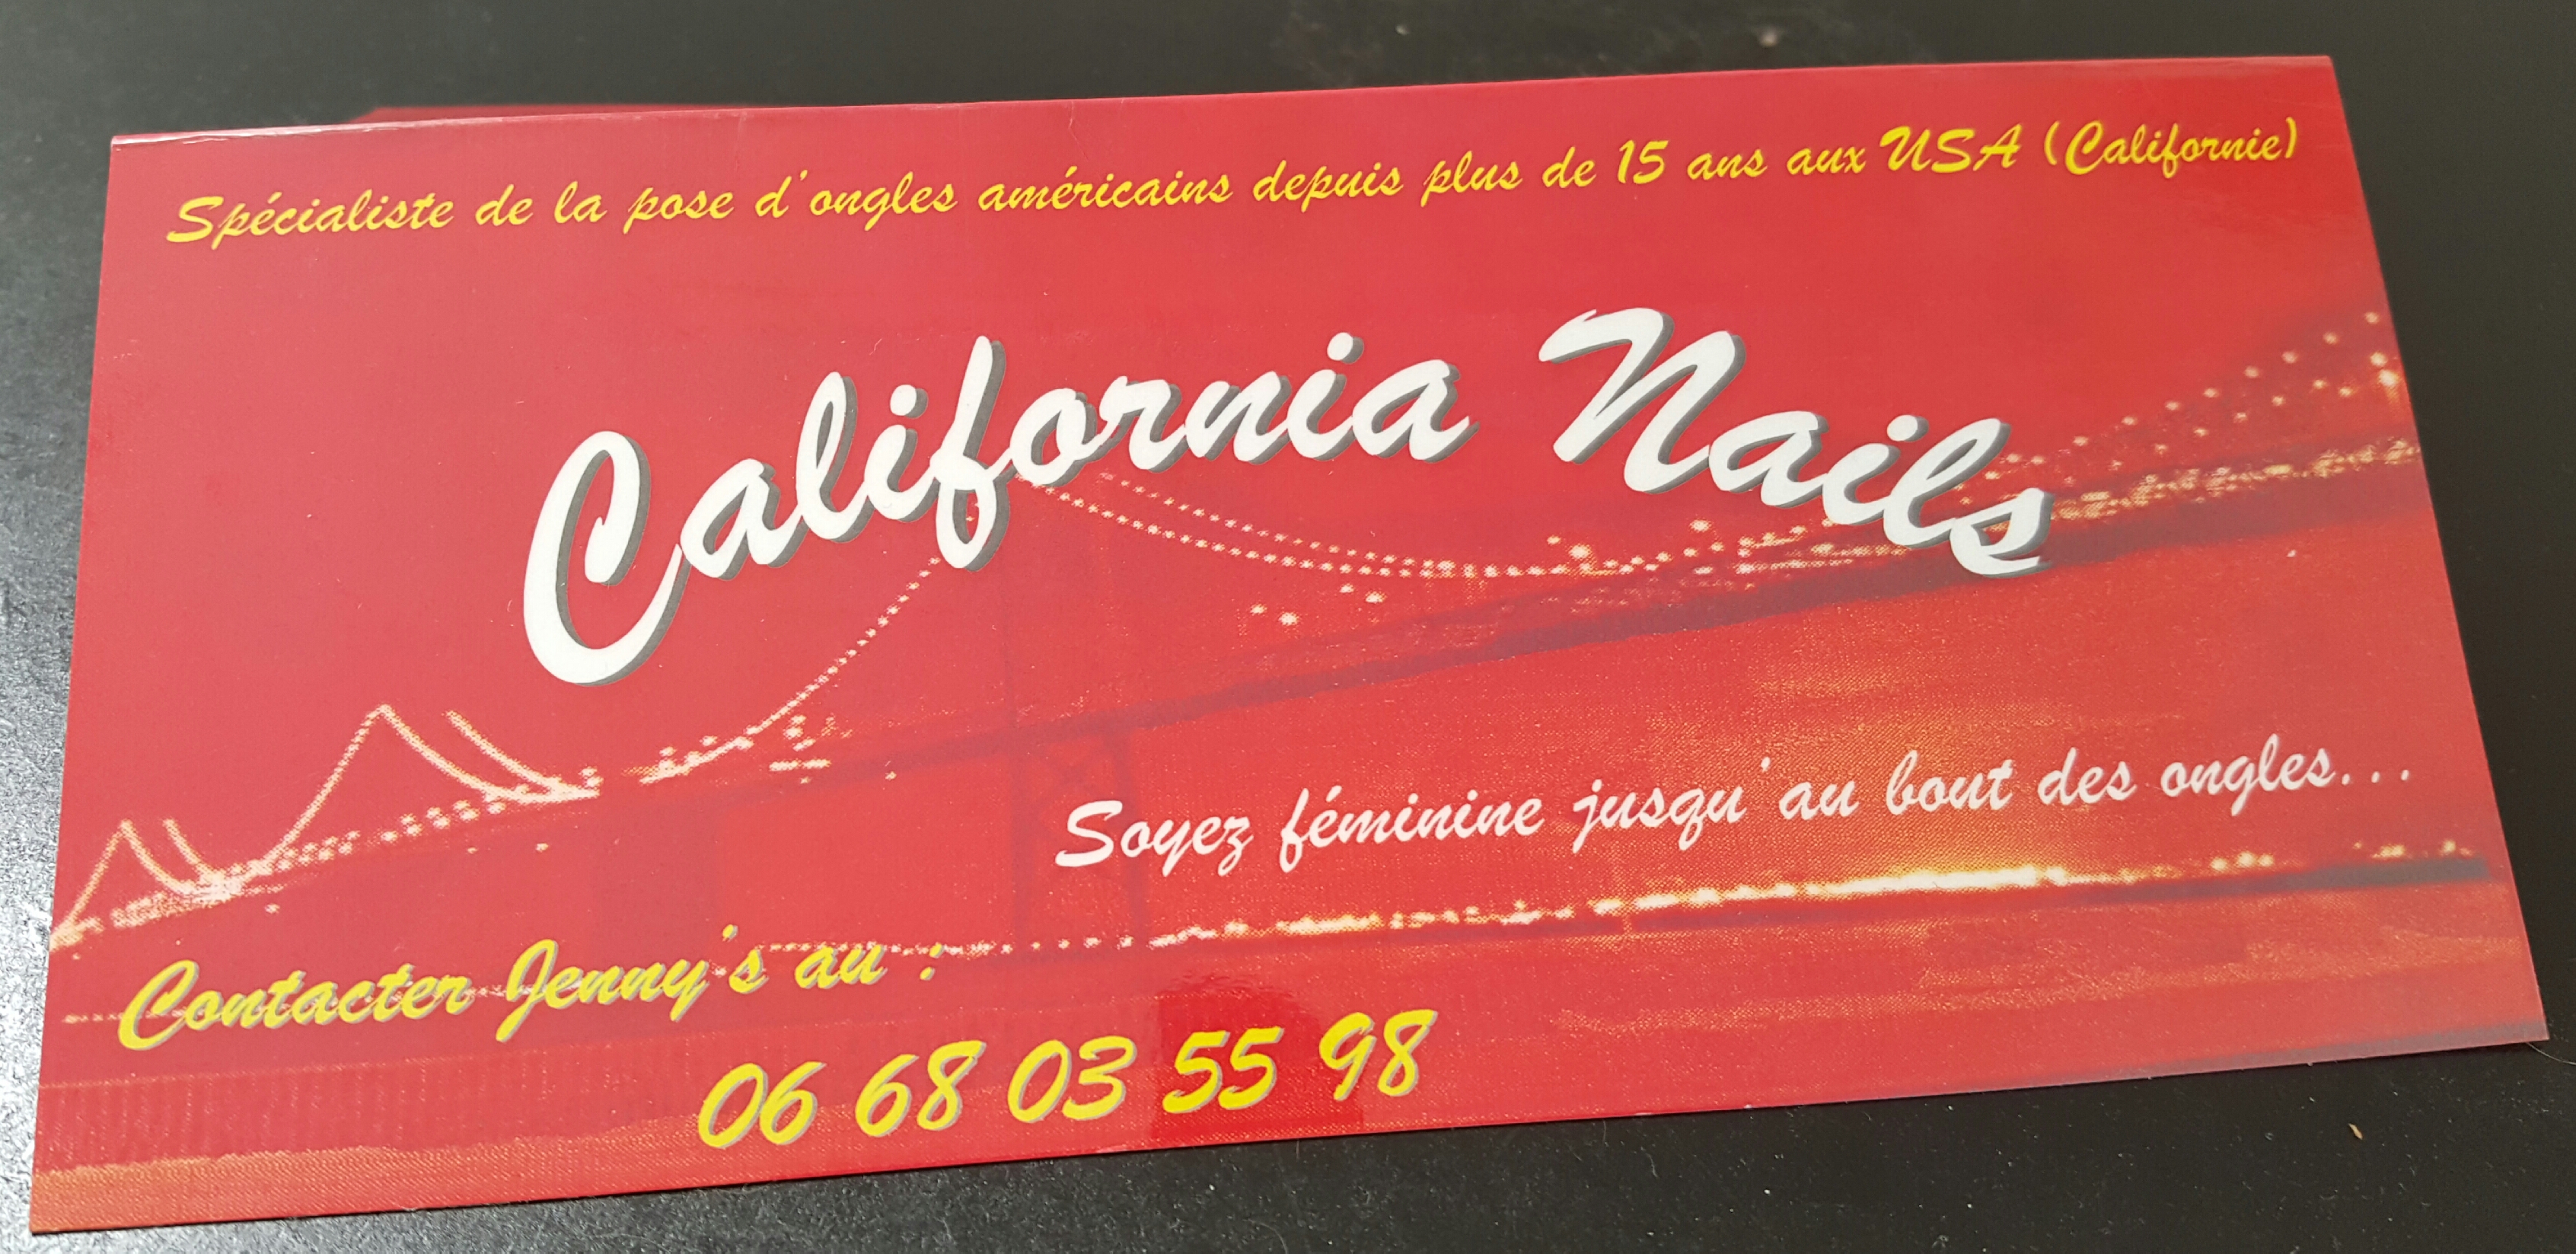 Spécialiste de la pose d'ongles américains depuis plus de 15 ans aux USA (Californie)
California Nails
Soyez féminine jusqu'au bout des ongles...
Contacter Jenny's au :
06 68 03 55 98